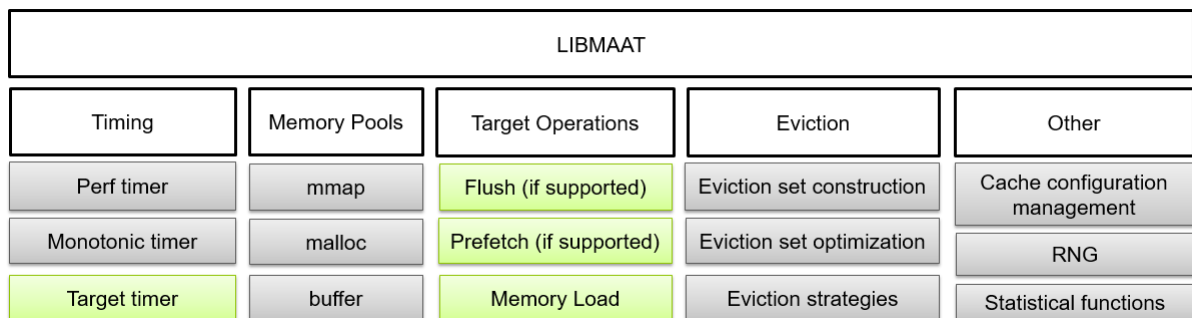 LIBMAAT
Timing
Memory Pools
Target Operations
Eviction
Other
Perf timer
mmap
Flush (if supported)
Eviction set construction
Cache configuration
management
Monotonic timer
malloc
Prefetch (if supported)
Eviction set optimization
RNG
Target timer
buffer
Memory Load
Eviction strategies
Statistical functions